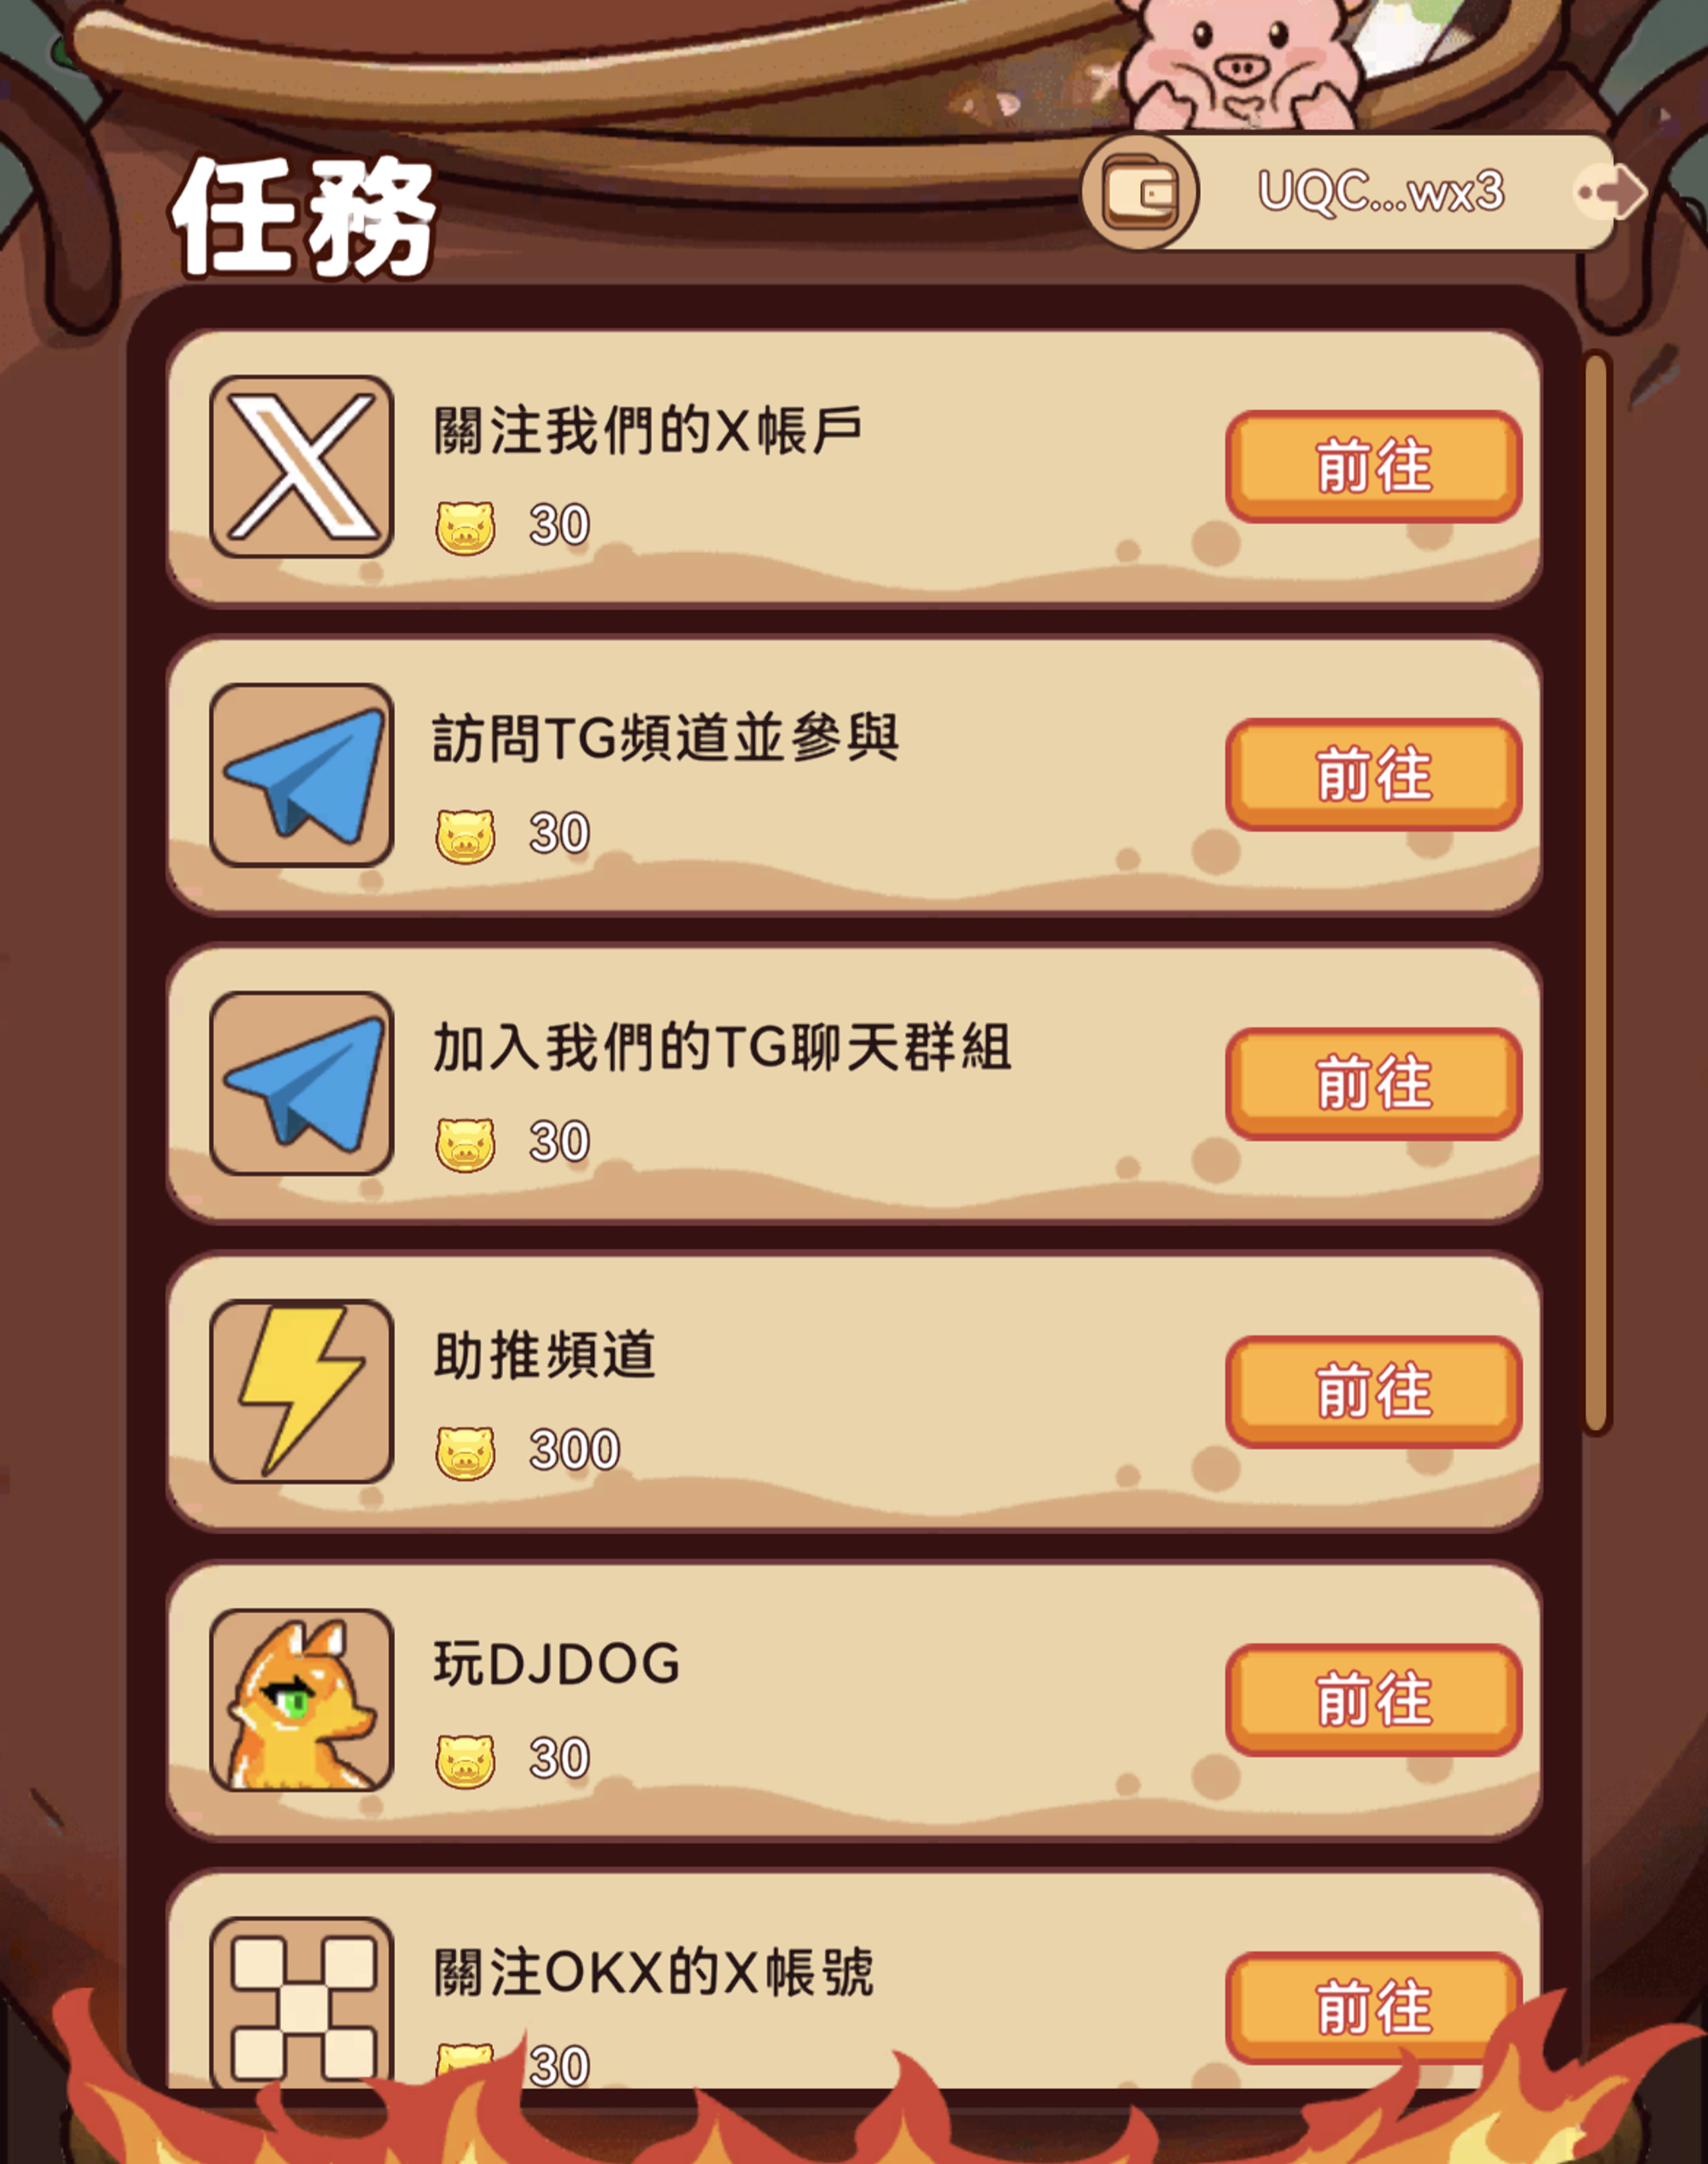 任務
UQC...wx3
關注我們的X帳戶
30
前往
訪問TG頻道並參與
30
前往
加入我們的TG聊天群組
30
前往
助推頻道
300
前往
玩DJDOG
30
前往
關注OKX的X帳號
30
前往